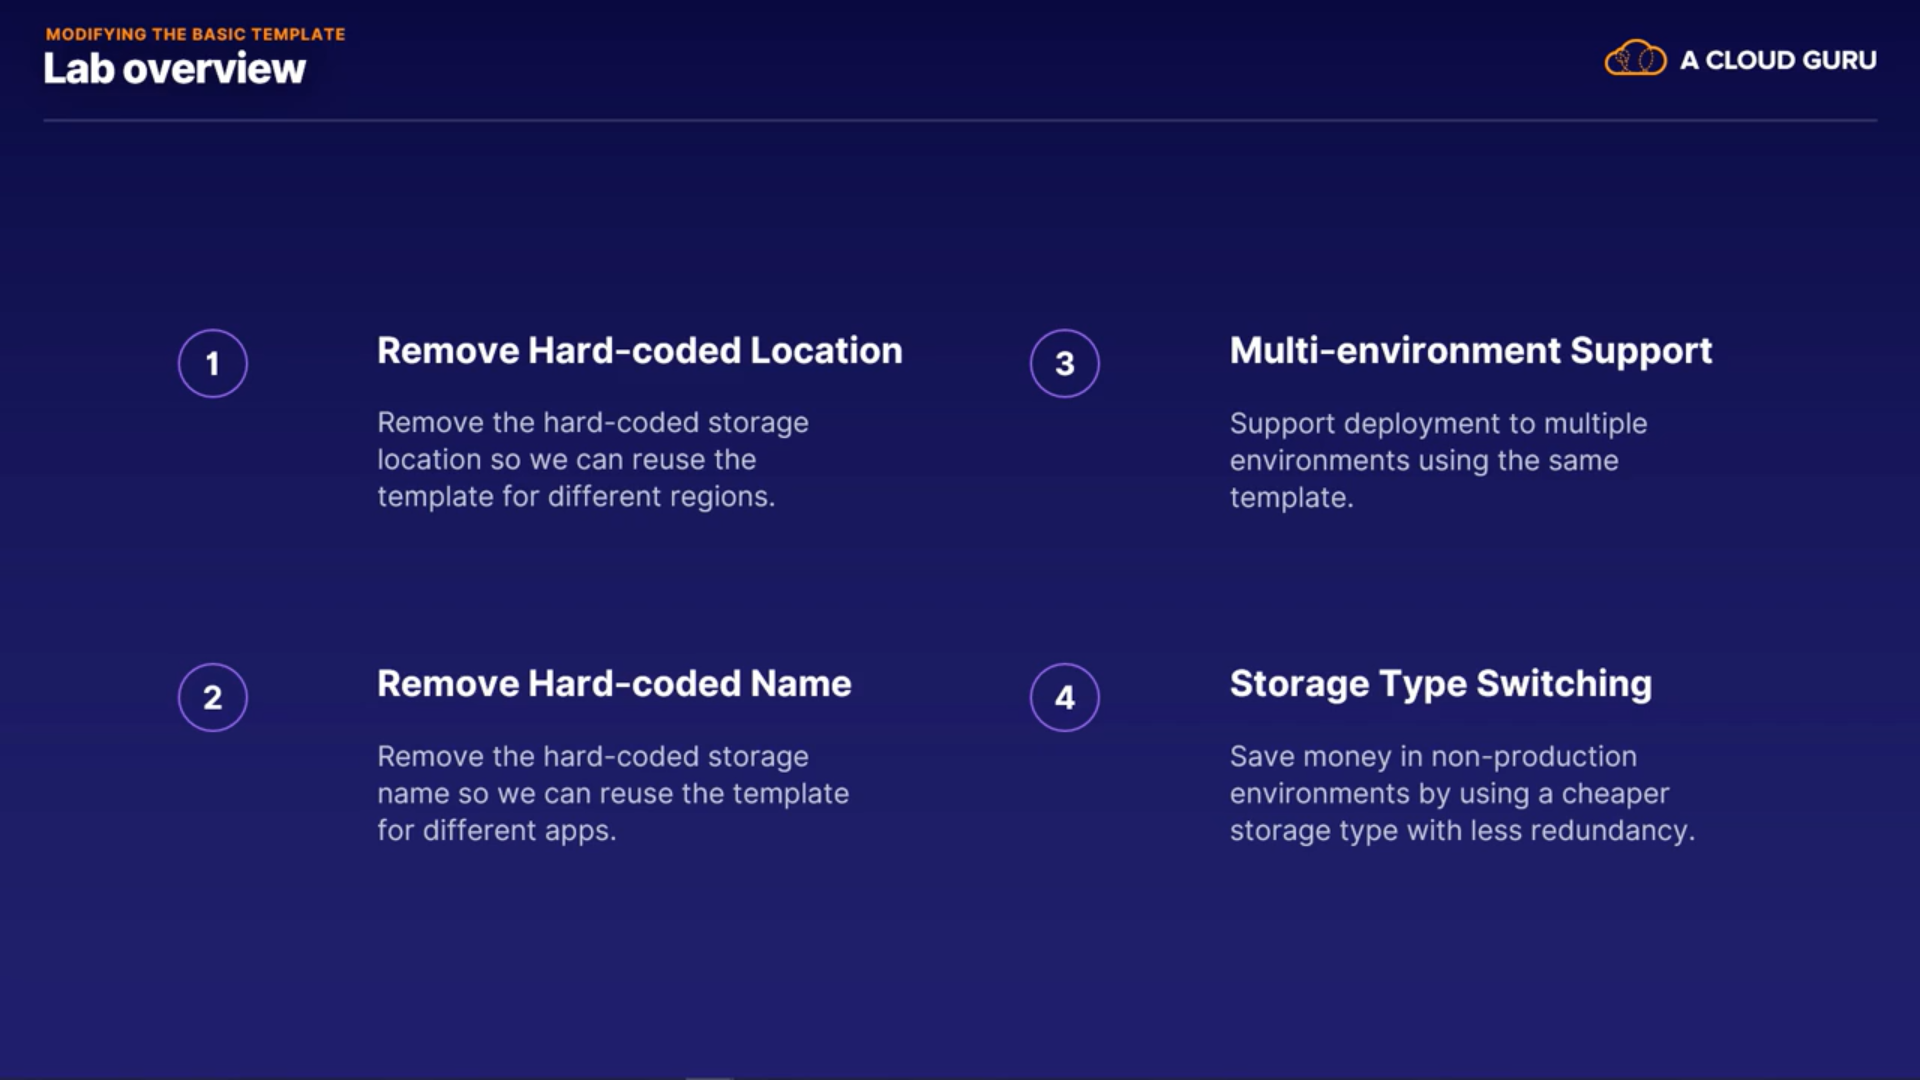 MODIFYING THE BASIC TEMPLATE
Lab overview
A CLOUD GURU
1
Remove Hard-coded Location
Remove the hard-coded storage
location so we can reuse the
template for different regions.
2
Remove Hard-coded Name
Remove the hard-coded storage
name so we can reuse the template
for different apps.
3
Multi-environment Support
Support deployment to multiple
environments using the same
template.
4
Storage Type Switching
Save money in non-production
environments by using a cheaper
storage type with less redundancy.